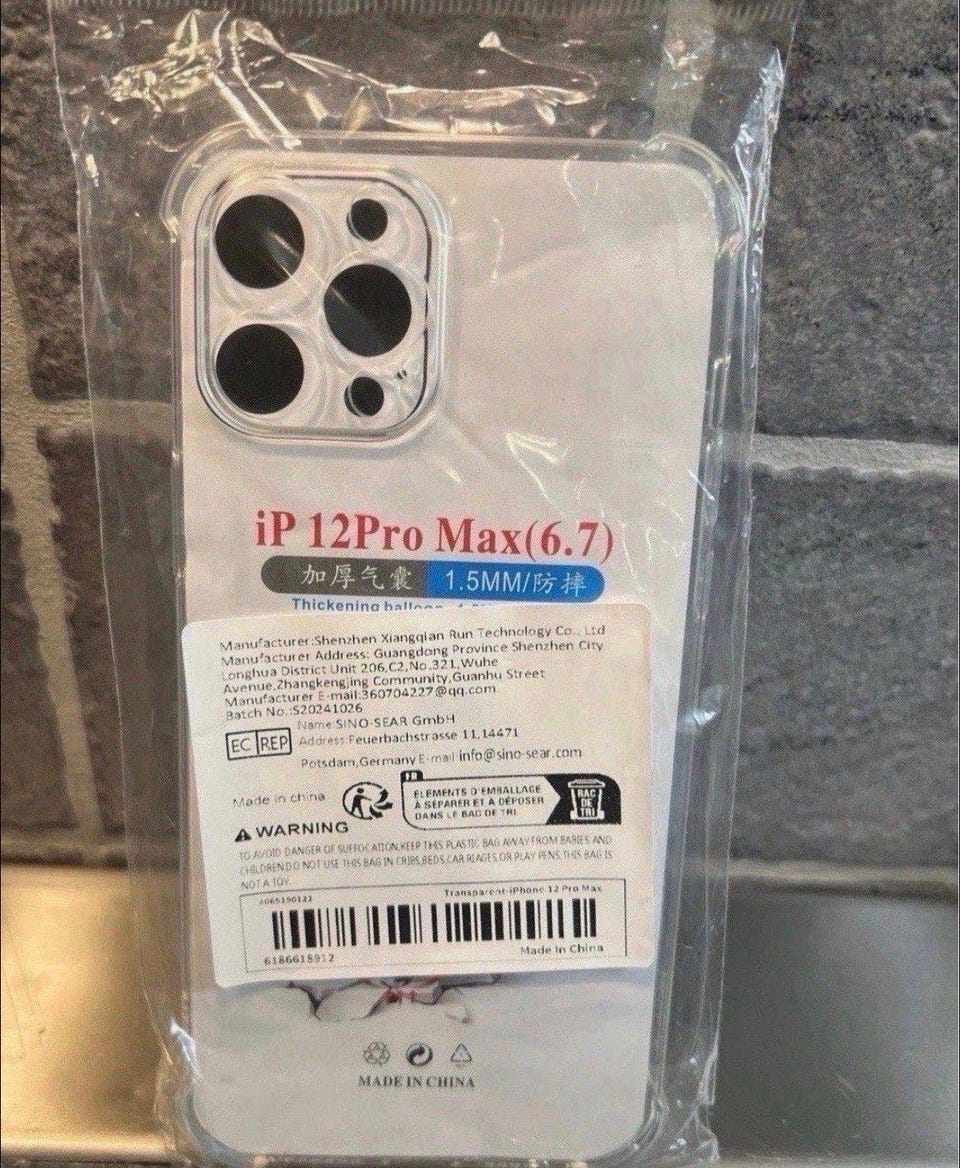 iP 12Pro Max(6.7)
加厚气囊 1.5MM/防摔
Thickening balloon
Manufacturer:Shenzhen Xiangqian Run Technology Co., Ltd
Manufacturer Address: Guangdong Province Shenzhen City
Longhua District Unit 206,C2,No.321,Wuhe
Avenue,Zhangkengjing Community,Guanhu Street
Manufacturer E-mail:360704227@qq.com
Batch No.:S20241026
EC REP
Name:SINO-SEAR GmbH
Address:Feuerbachstrasse 11,14471
Potsdam,Germany E-mail:info@sino-sear.com
Made in china
FR
ELEMENTS D'EMBALLAGE
À SÉPARER ET A DÉPOSER
DANS LE BAC DE TRI
BAC
DE
TRI
WARNING
TO AVOID DANGER OF SUFFOCATION,KEEP THIS PLASTIC BAG AWAY FROM BABIES AND
CHILDREN.DO NOT USE THIS BAG IN CRIBS,BEDS,CAR RIAGES,OR PLAY PENS.THIS BAG IS
NOT A TOY.
4065190121
Transparent-iPhone 12 Pro Max
6186618912
Made In China
MADE IN CHINA